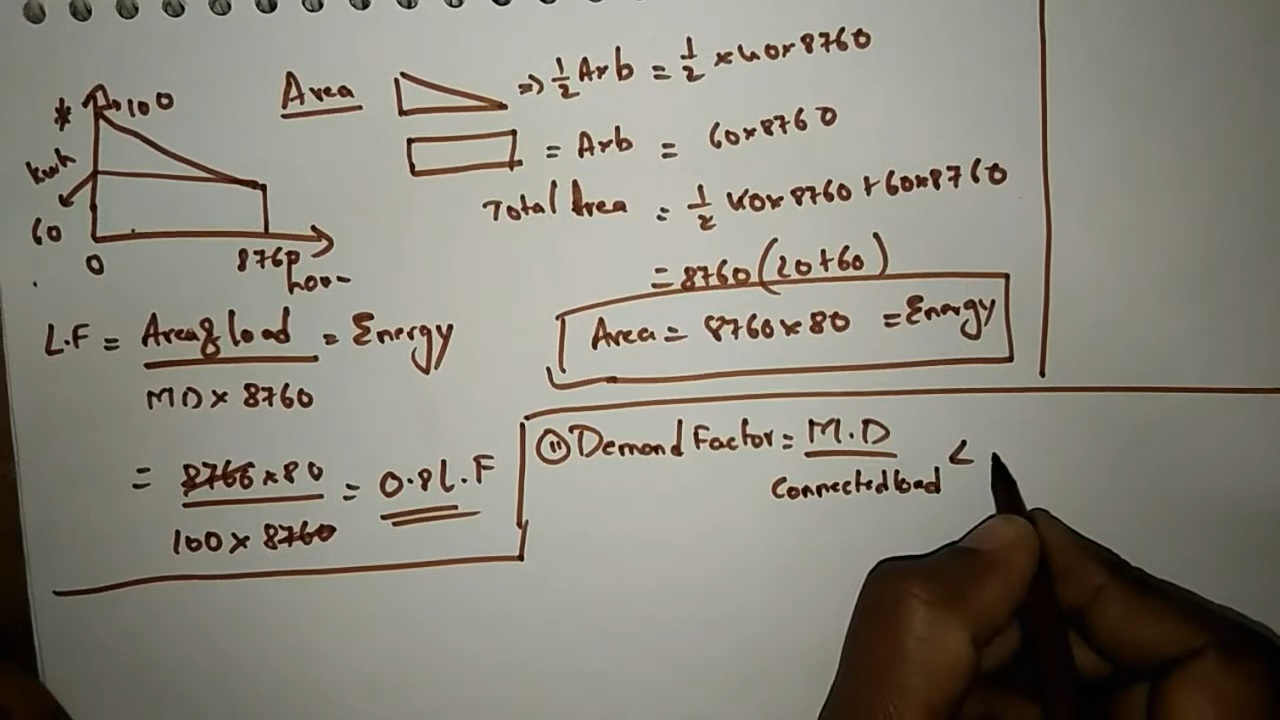 100
kwh
60
0
8760
hour
Area
⇒ 1/2 A×b = 1/2 × 40×8760
= A×b = 60×8760
Total Area = 1/2 40×8760 + 60×8760
= 8760(20+60)
Area = 8760×80 = Energy
L.F = Area of load / MD × 8760 = Energy
= 8760×80 / 100×8760 = 0.8 L.F
(ii) Demand Factor = M.D / Connected load <